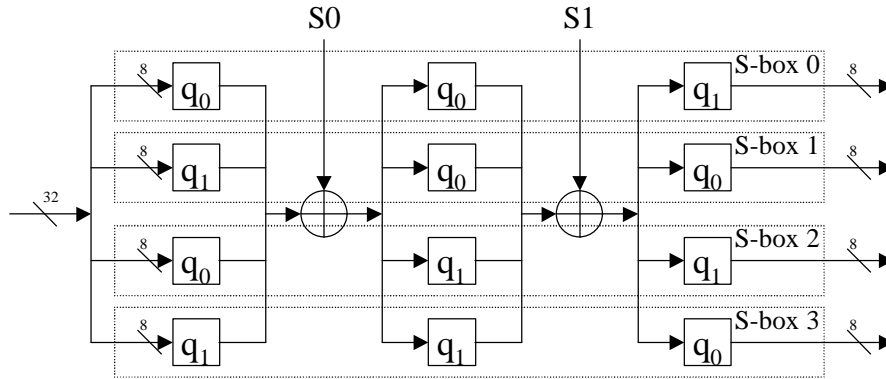 S0 S1
8 q0 q0 q1 S-box 0 8
8 q1 q0 q0 S-box 1 8
32
8 q0 q1 q1 S-box 2 8
8 q1 q1 q0 S-box 3 8